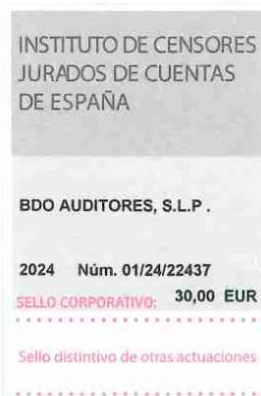 INSTITUTO DE CENSORES
JURADOS DE CUENTAS
DE ESPAÑA
BDO AUDITORES, S.L.P .
2024 Núm. 01/24/22437
SELLO CORPORATIVO: 30,00 EUR
Sello distintivo de otras actuaciones